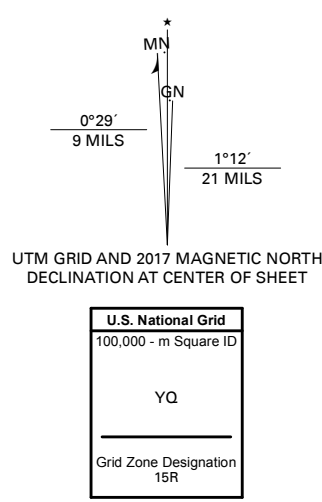 ★
MN
GN
0°29´
9 MILS
1°12´
21 MILS
UTM GRID AND 2017 MAGNETIC NORTH
DECLINATION AT CENTER OF SHEET
U.S. National Grid
100,000 - m Square ID
YQ
Grid Zone Designation
15R